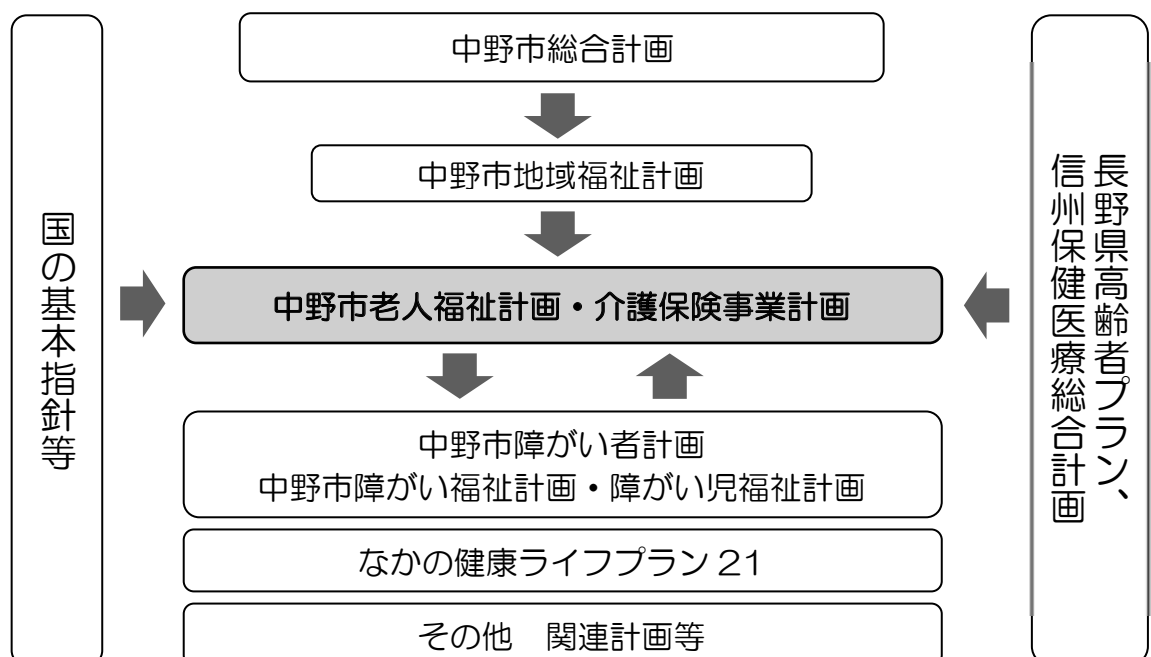 中野市総合計画
中野市地域福祉計画
国の基本指針等
中野市老人福祉計画・介護保険事業計画
長野県高齢者プラン、
信州保健医療総合計画
中野市障がい者計画
中野市障がい福祉計画・障がい児福祉計画
なかの健康ライフプラン 21
その他　関連計画等